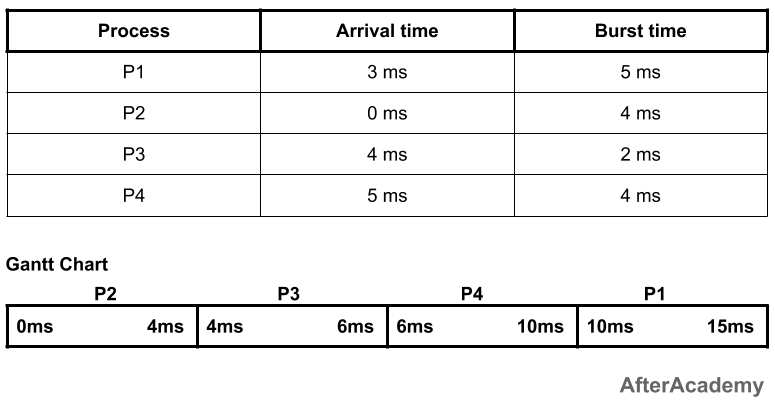 Process Arrival time Burst time
P1 3 ms 5 ms
P2 0 ms 4 ms
P3 4 ms 2 ms
P4 5 ms 4 ms
Gantt Chart
P2 P3 P4 P1
0ms 4ms 4ms 6ms 6ms 10ms 10ms 15ms
AfterAcademy